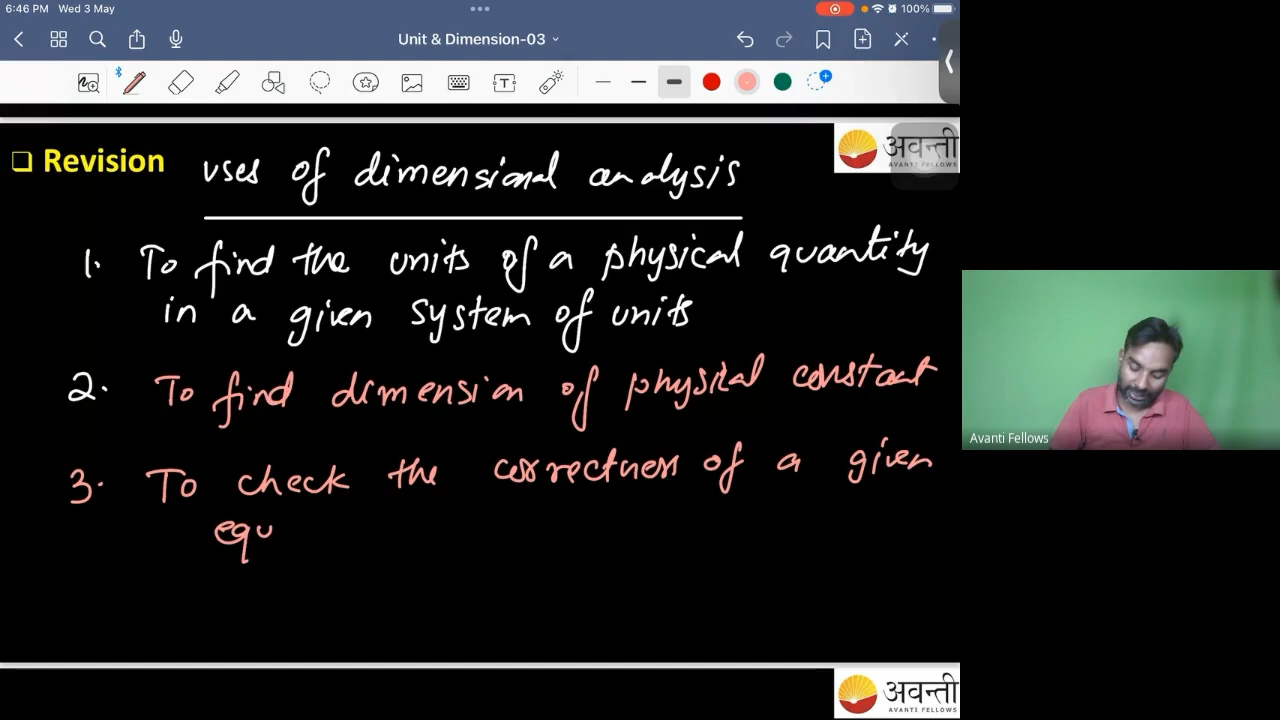 6:46 PM Wed 3 May
100%
Unit & Dimension-03
T
Revision
uses of dimensional analysis
अवन्ती
AVANTI FELLOWS
1. To find the units of a physical quantity
in a given system of units
2. To find dimension of physical constant
3. To check the correctness of a given
equ
Avanti Fellows
अवन्ती
AVANTI FELLOWS